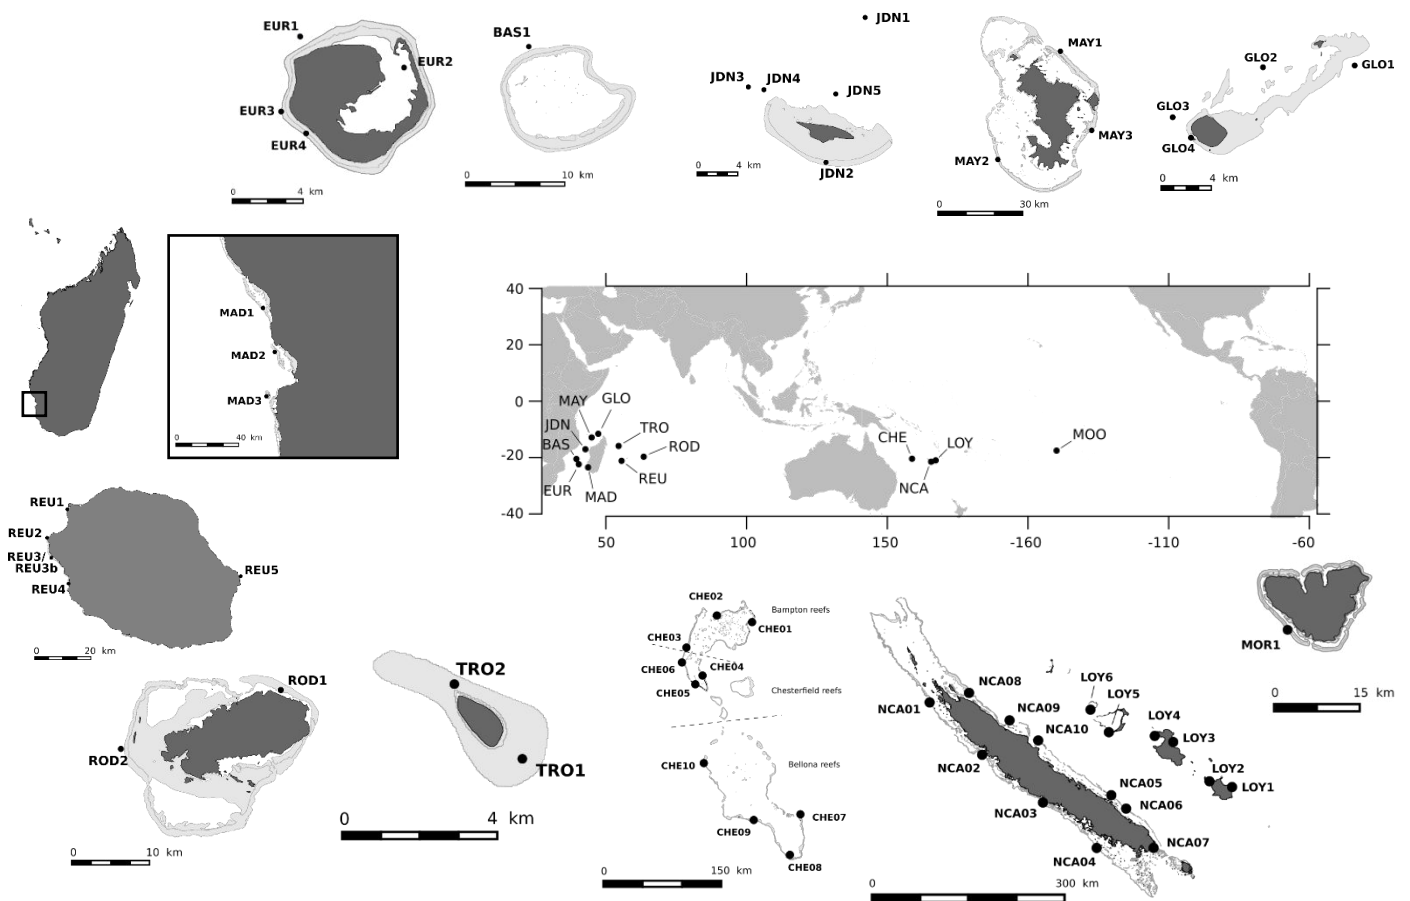 EUR1
EUR2
EUR3
EUR4
0 4 km
BAS1
0 10 km
JDN1
JDN3
JDN4
JDN5
JDN2
0 4 km
MAY1
MAY3
MAY2
0 30 km
GLO2
GLO1
GLO3
GLO4
0 4 km
MAD1
MAD2
MAD3
0 40 km
40
20
0
-20
-40
MAY
GLO
JDN
TRO
BAS
ROD
REU
EUR
MAD
CHE
LOY
NCA
MOO
50 100 150 -160 -110 -60
REU1
REU2
REU3/
REU3b
REU4
REU5
0 20 km
ROD1
ROD2
0 10 km
TRO2
TRO1
0 4 km
CHE02
Bampton reefs
CHE01
CHE03
CHE06
CHE04
CHE05
Chesterfield reefs
CHE10
Bellona reefs
CHE07
CHE09
CHE08
0 150 km
NCA08
NCA01
NCA09
NCA10
NCA02
NCA05
NCA06
NCA03
NCA07
NCA04
LOY6
LOY5
LOY4
LOY3
LOY2
LOY1
0 300 km
MOR1
0 15 km